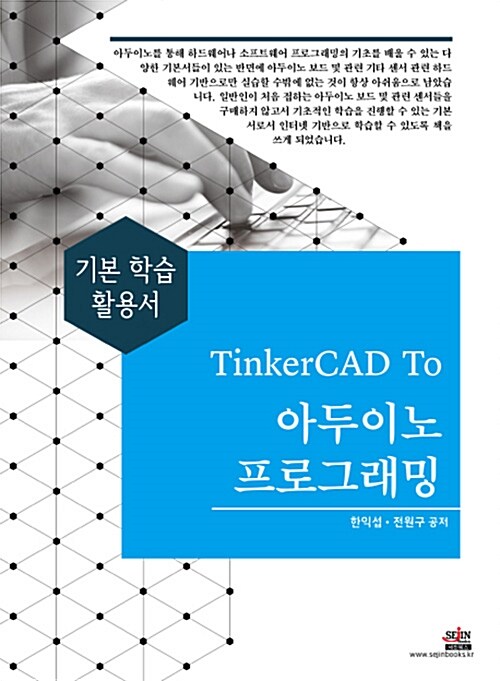 아두이노를 통해 하드웨어나 소프트웨어 프로그래밍의 기초를 배울 수 있는 다
양한 기본서들이 있는 반면에 아두이노 보드 및 관련 기타 센서 관련 하드
웨어 기반으로만 실습할 수밖에 없는 것이 항상 아쉬움으로 남았습
니다. 일반인이 처음 접하는 아두이노 보드 및 관련 센서들을
구매하지 않고서 기초적인 학습을 진행할 수 있는 기본
서로서 인터넷 기반으로 학습할 수 있도록 책을
쓰게 되었습니다.
기본 학습
활용서
TinkerCAD To
아두이노
프로그래밍
한익섭 • 전원구 공저
SEJIN
세진북스
www.sejinbooks.kr